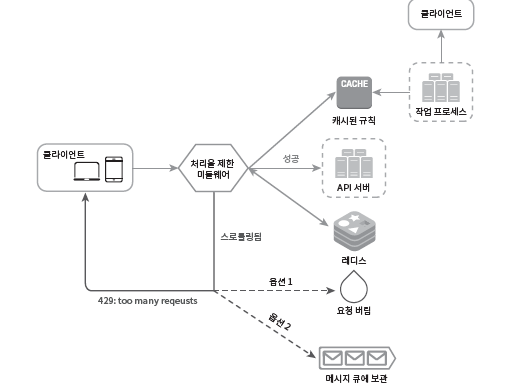 클라이언트
CACHE
캐시된 규칙
작업 프로세스
클라이언트
처리율 제한
미들웨어
성공
API 서버
스로틀링됨
레디스
429: too many reqeusts
옵션 1
요청 버림
옵션 2
메시지 큐에 보관